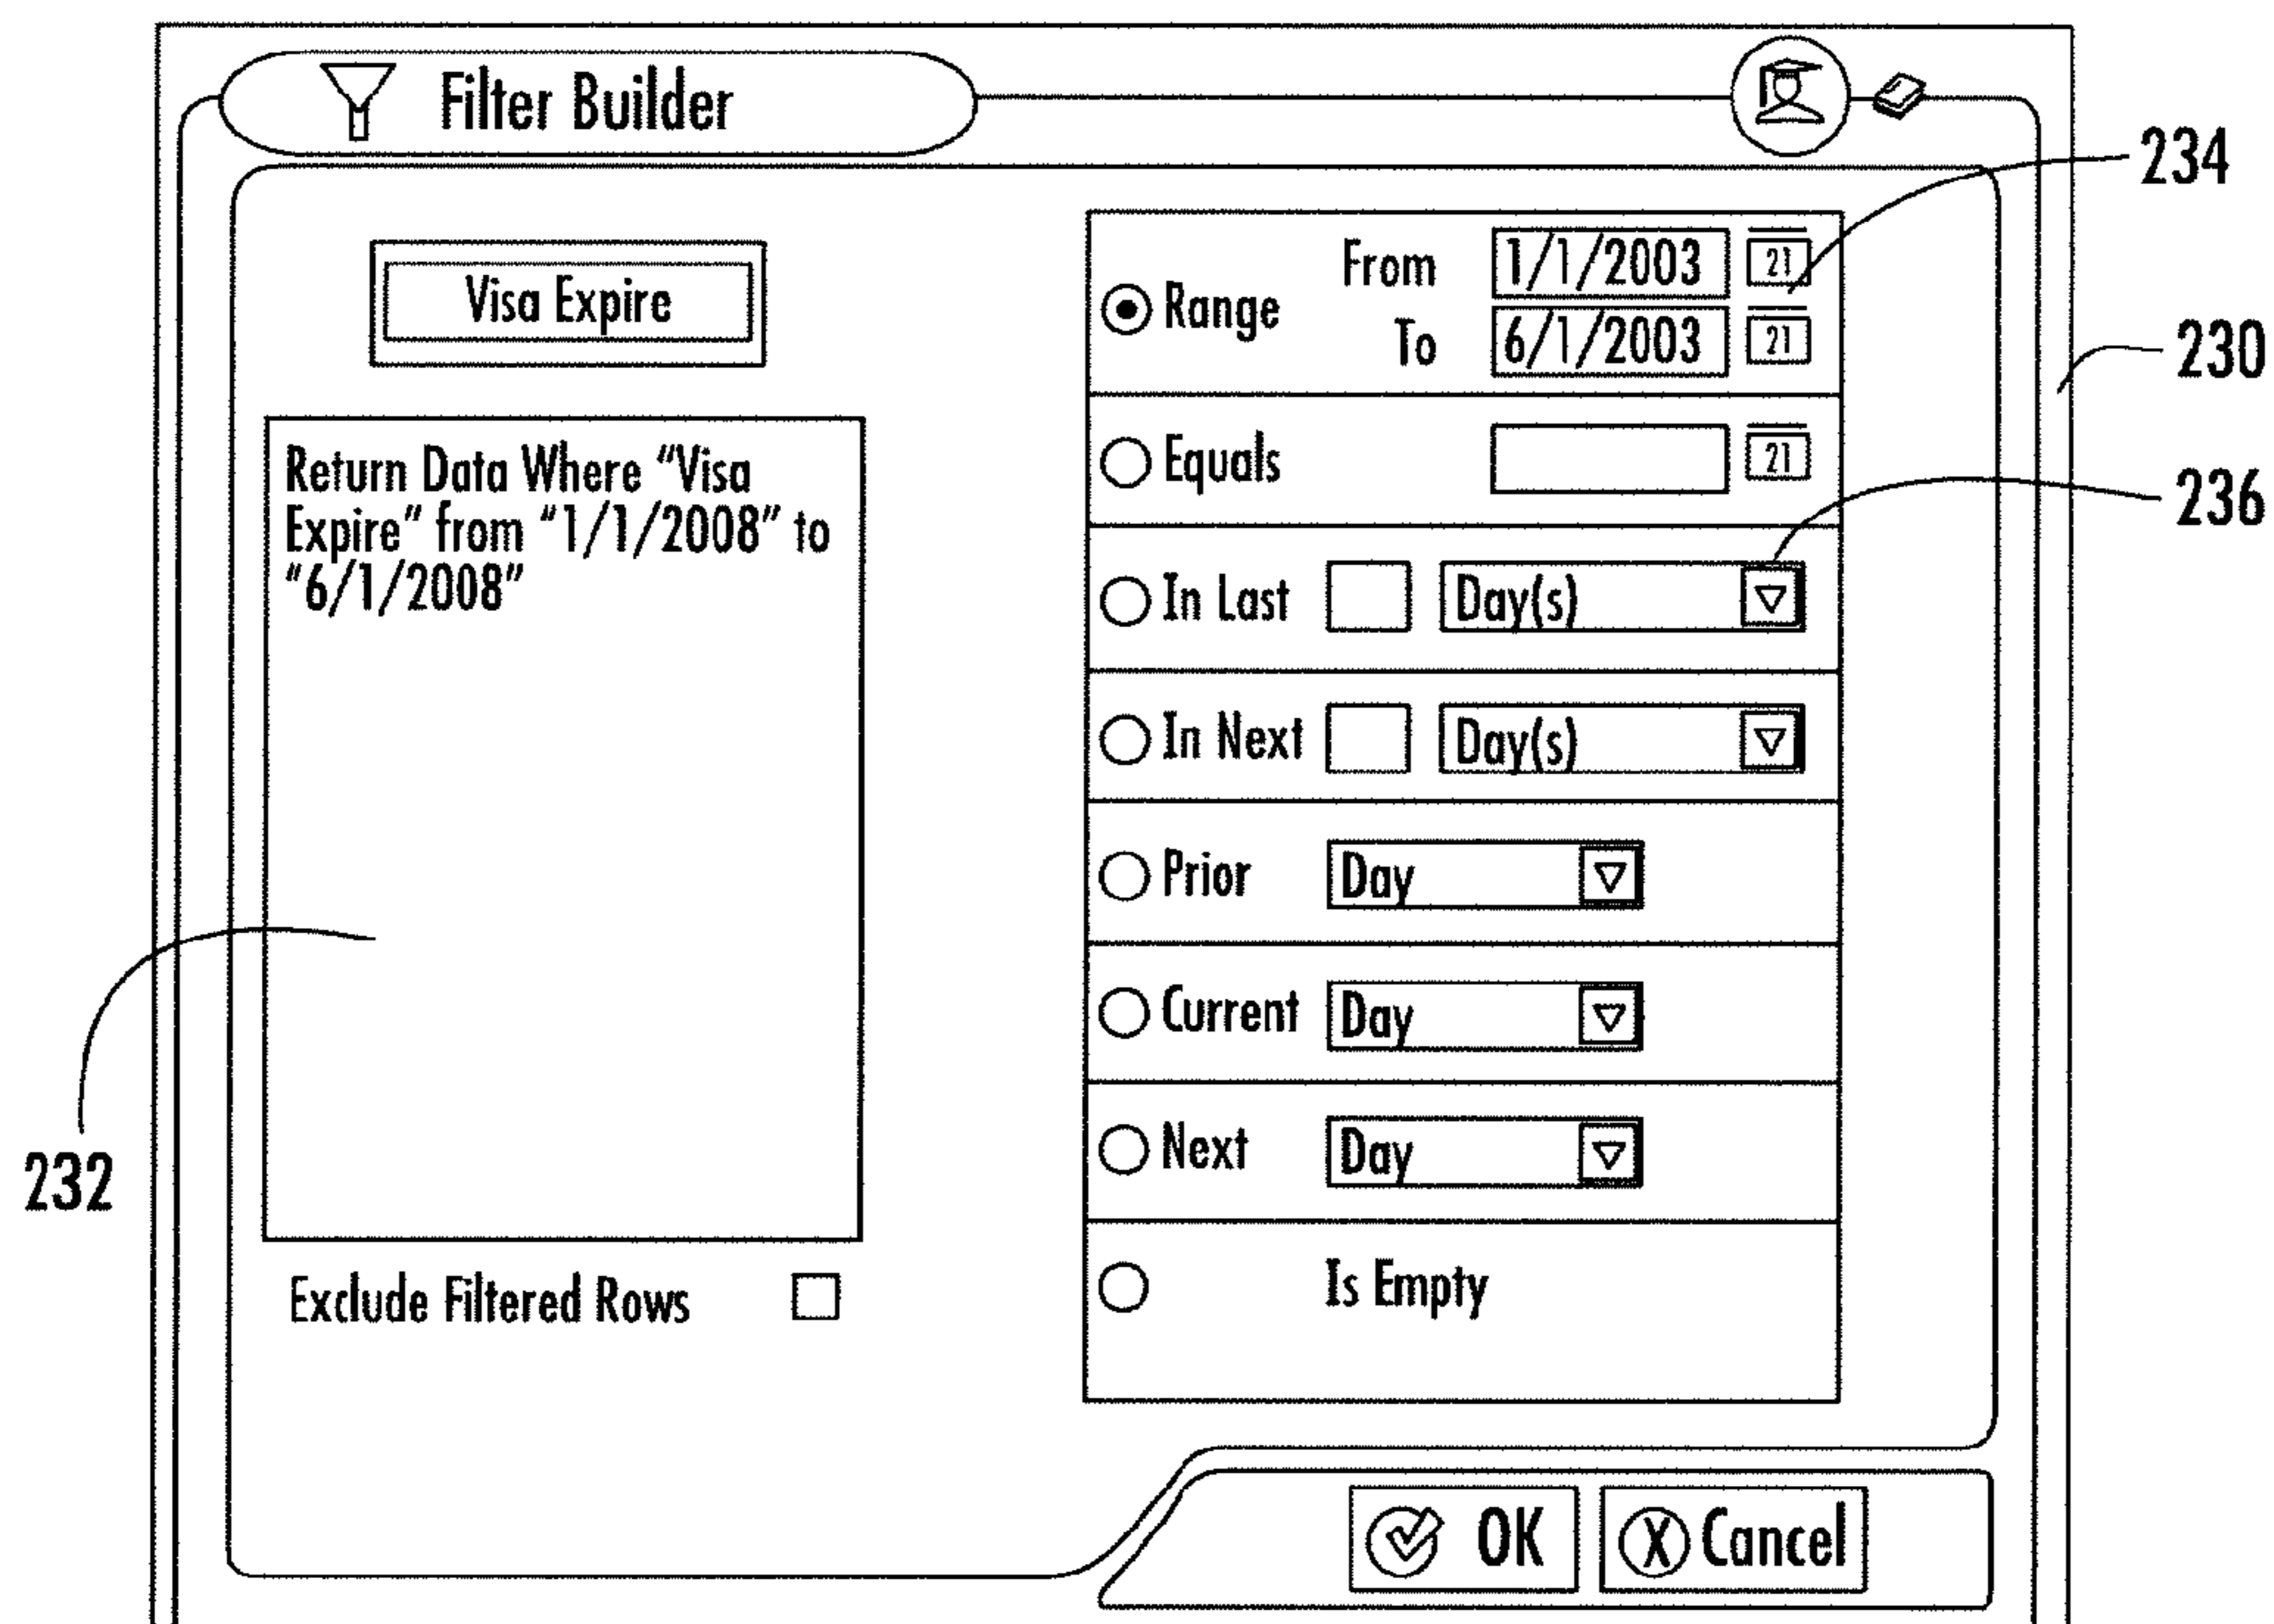 Filter Builder
234
230
236
232
Visa Expire
Return Data Where “Visa
Expire” from “1/1/2008” to
“6/1/2008”
Exclude Filtered Rows
Range From 1/1/2003 21
To 6/1/2003 21
Equals 21
In Last Day(s)
In Next Day(s)
Prior Day
Current Day
Next Day
Is Empty
OK
X Cancel